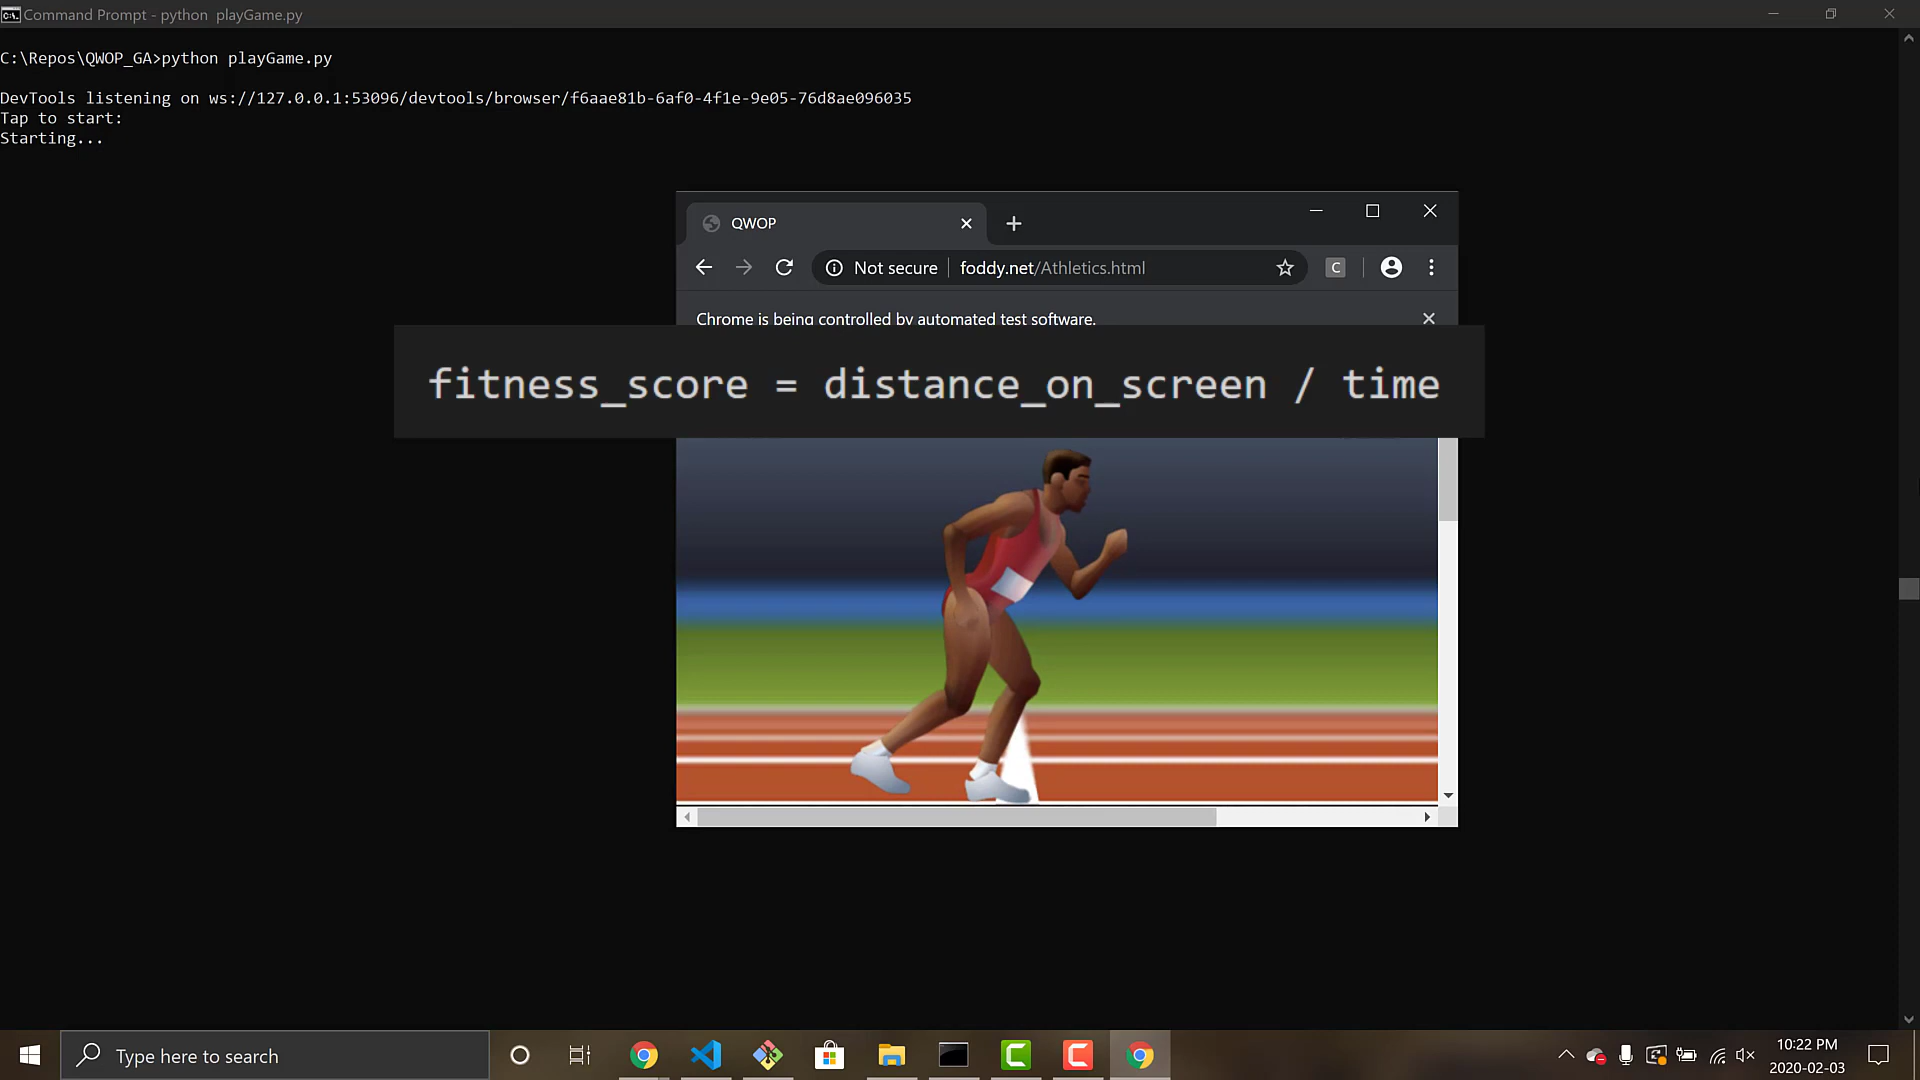 Command Prompt - python  playGame.py
C:\Repos\QWOP_GA>python playGame.py
DevTools listening on ws://127.0.0.1:53096/devtools/browser/f6aae81b-6af0-4f1e-9e05-76d8ae096035
Tap to start:
Starting...
QWOP
Not secure
foddy.net/Athletics.html
C
Chrome is being controlled by automated test software.
fitness_score = distance_on_screen / time
Type here to search
10:22 PM
2020-02-03